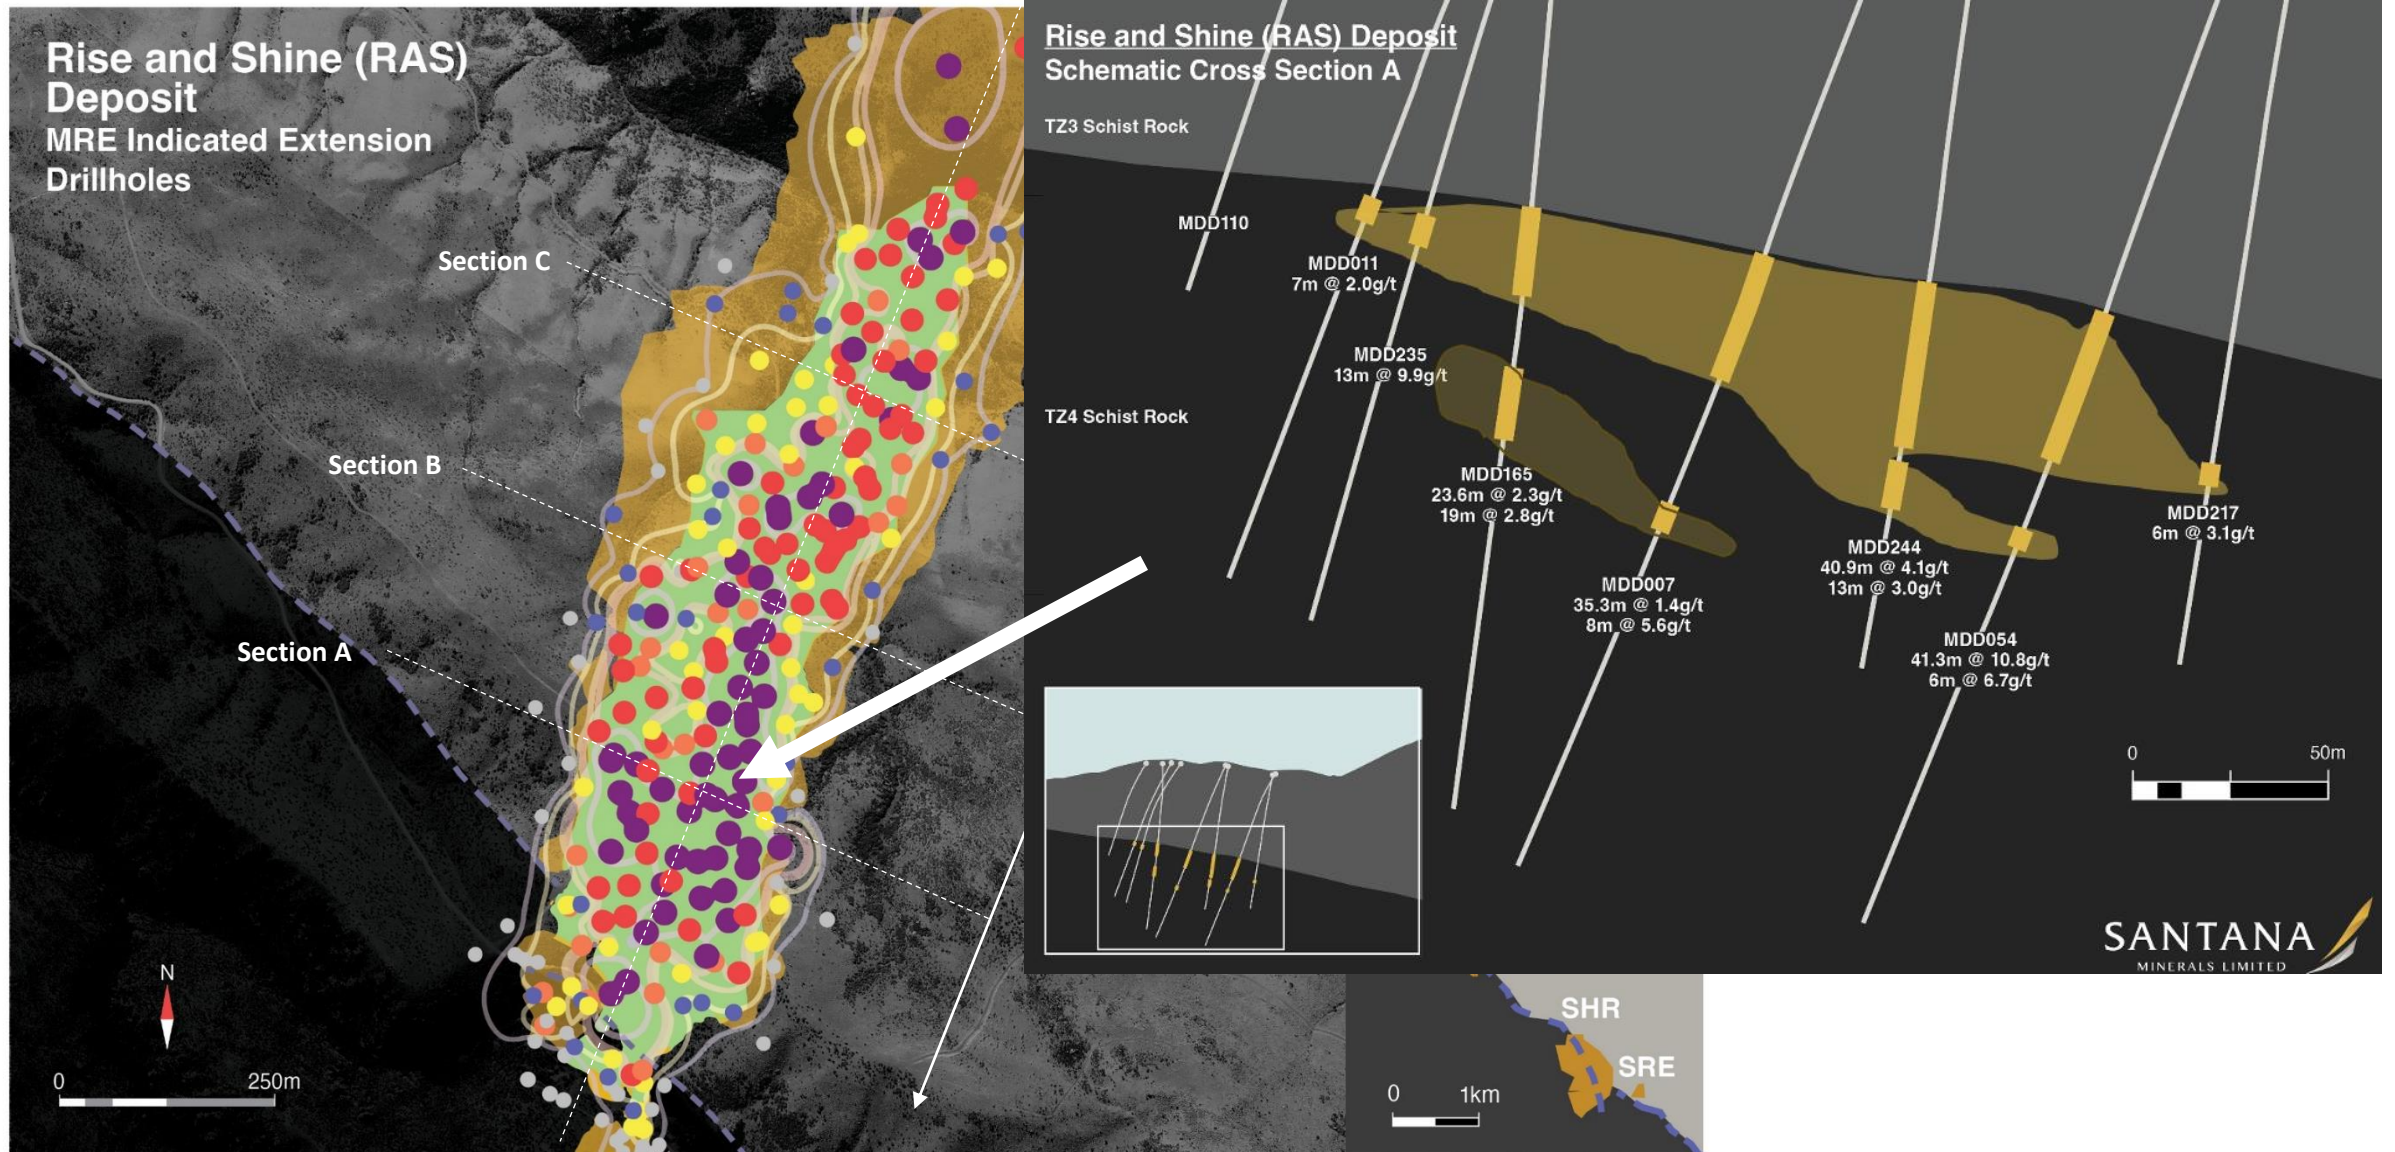 Rise and Shine (RAS)
Deposit
MRE Indicated Extension
Drillholes
Section C
Section B
Section A
N
0 250m
Rise and Shine (RAS) Deposit
Schematic Cross Section A
TZ3 Schist Rock
MDD110
MDD011
7m @ 2.0g/t
MDD235
13m @ 9.9g/t
TZ4 Schist Rock
MDD165
23.6m @ 2.3g/t
19m @ 2.8g/t
MDD007
35.3m @ 1.4g/t
8m @ 5.6g/t
MDD244
40.9m @ 4.1g/t
13m @ 3.0g/t
MDD054
41.3m @ 10.8g/t
6m @ 6.7g/t
MDD217
6m @ 3.1g/t
0 50m
SANTANA
MINERALS LIMITED
SHR
SRE
0 1km